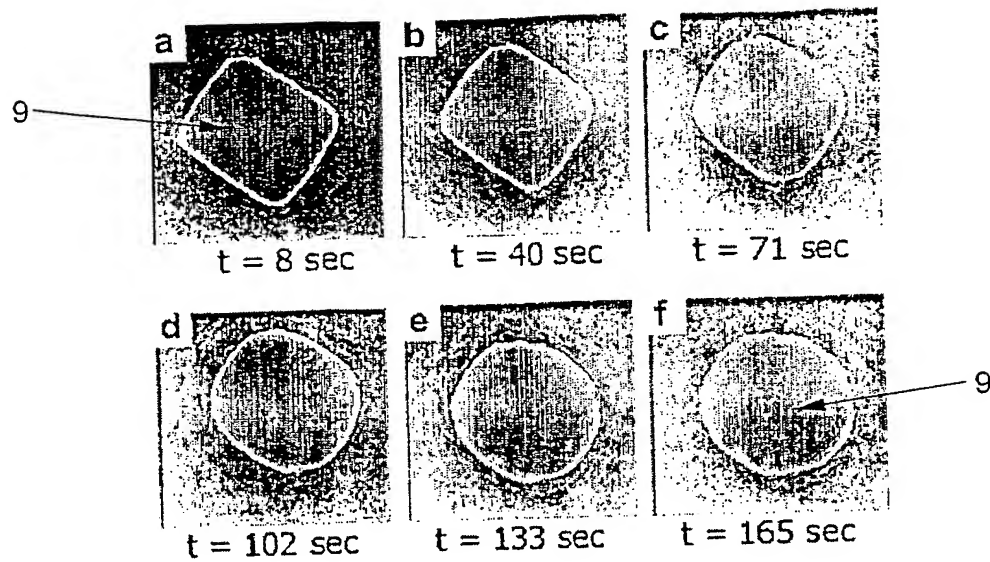 a b c
9
t = 8 sec t = 40 sec t = 71 sec
d e f
9
t = 102 sec t = 133 sec t = 165 sec